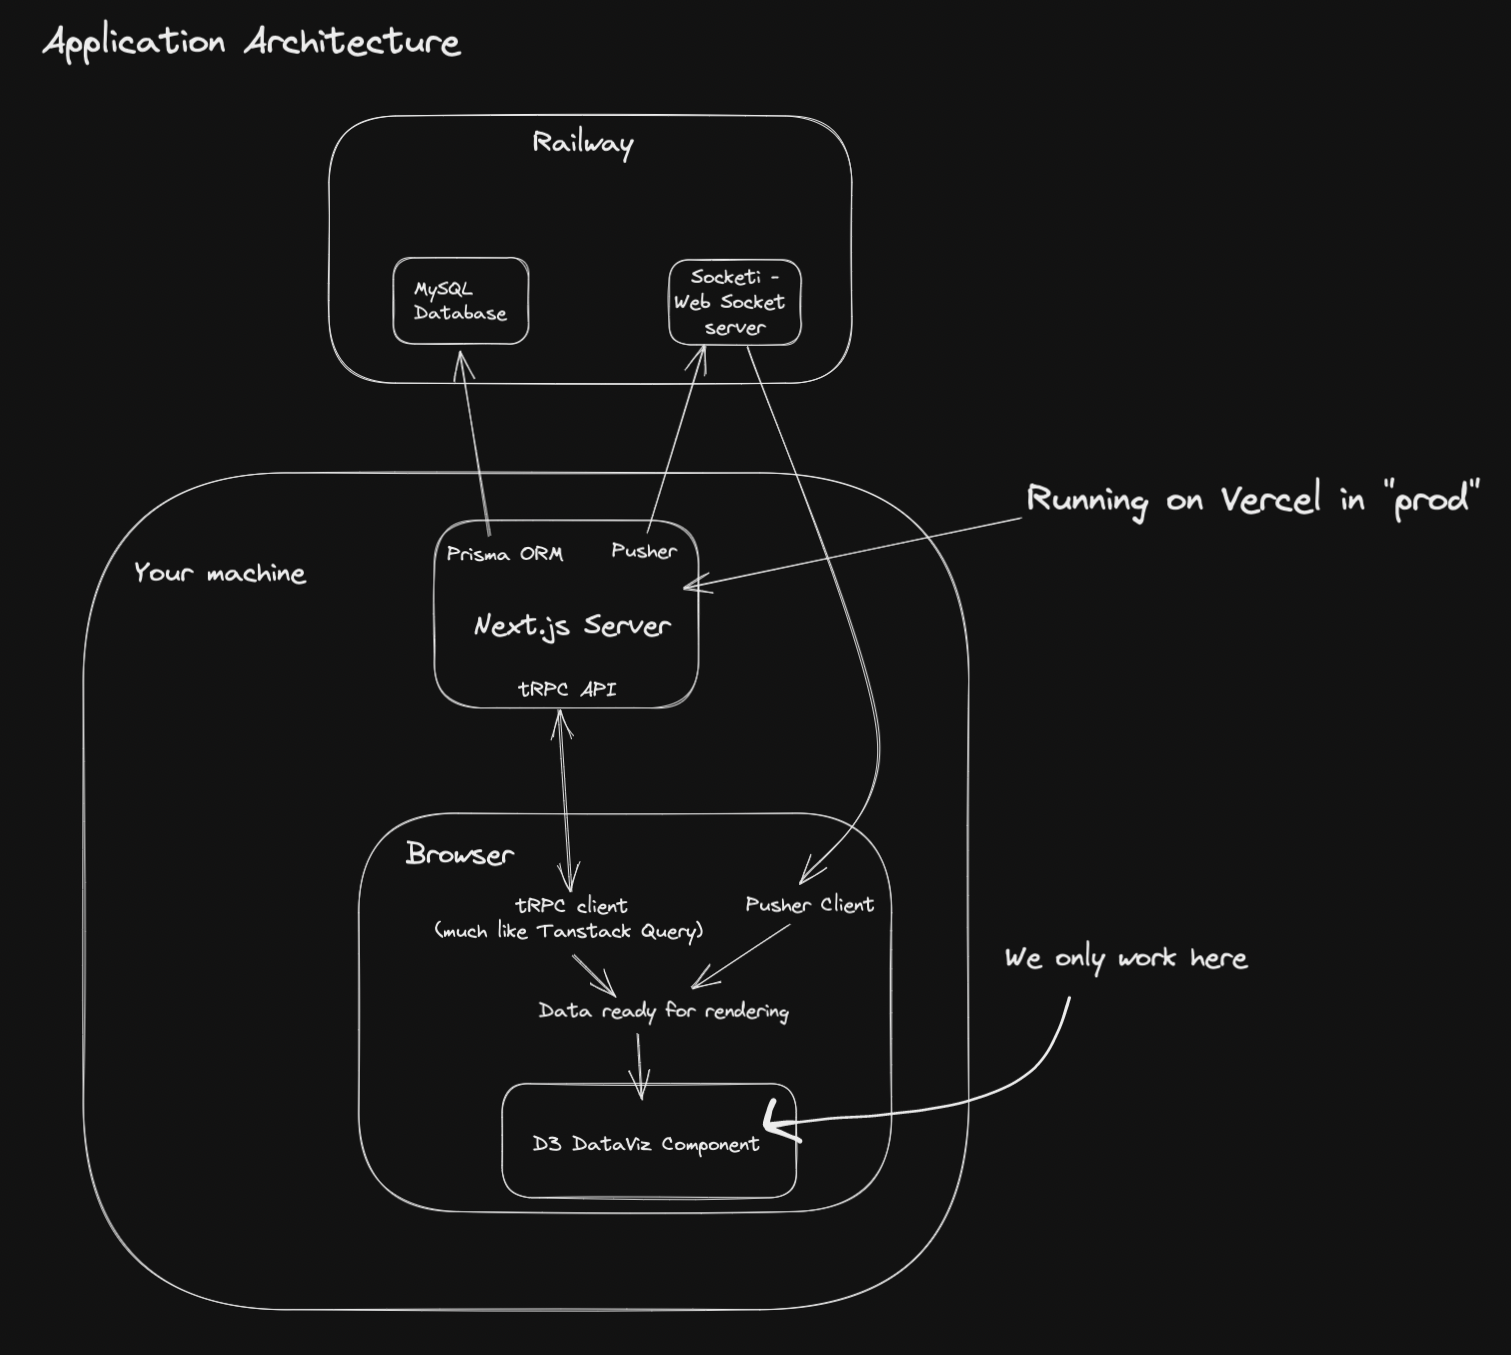 Application Architecture
Railway
MySQL
Database
Socketi -
Web Socket
server
Running on Vercel in "prod"
Your machine
Prisma ORM
Pusher
Next.js Server
tRPC API
Browser
tRPC client
(much like Tanstack Query)
Pusher Client
We only work here
Data ready for rendering
D3 DataViz Component